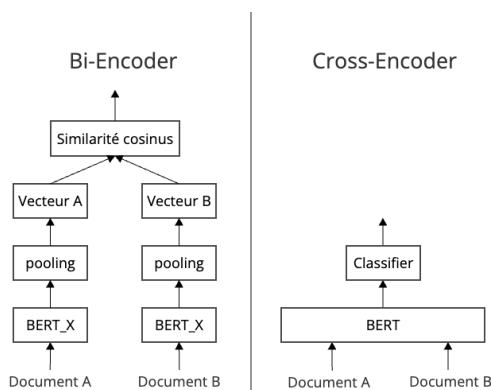 Bi-Encoder
Similarité cosinus
Vecteur A
Vecteur B
pooling
pooling
BERT_X
BERT_X
Document A
Document B
Cross-Encoder
Classifier
BERT
Document A
Document B